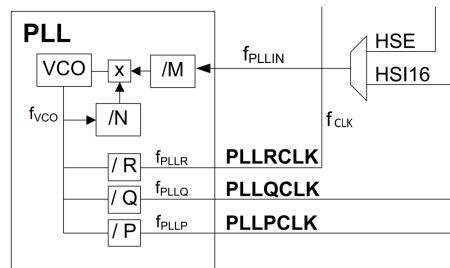 PLL
HSE
VCO
x
/M
fPLLIN
HSI16
fVCO
/N
fCLK
/ R
fPLLR
PLLRCLK
/ Q
fPLLQ
PLLQCLK
/ P
fPLLP
PLLPCLK